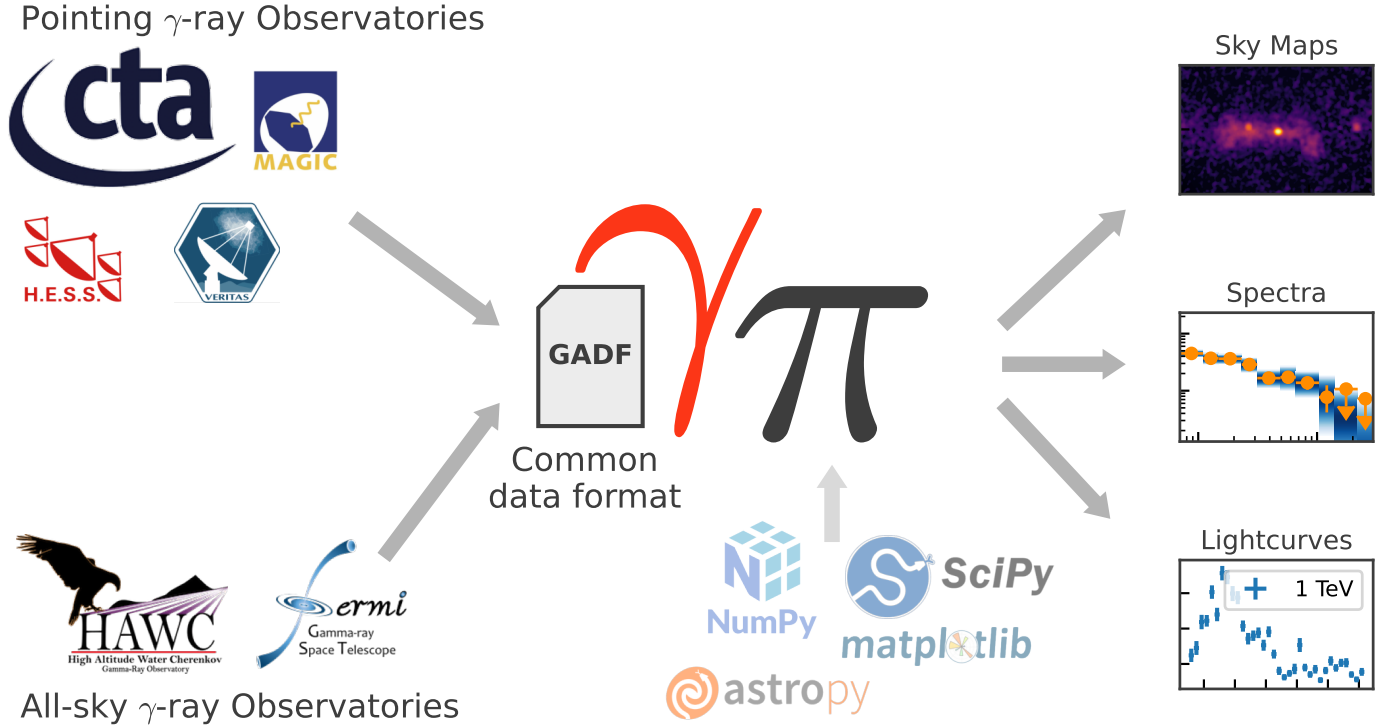 Pointing γ-ray Observatories
cta
MAGIC
H.E.S.S.
VERITAS
GADF
γπ
Common
data format
HAWC
High Altitude Water Cherenkov
Gamma-Ray Observatory
Fermi
Gamma-ray
Space Telescope
All-sky γ-ray Observatories
NumPy
SciPy
matplotlib
astropy
Sky Maps
Spectra
Lightcurves
1 TeV